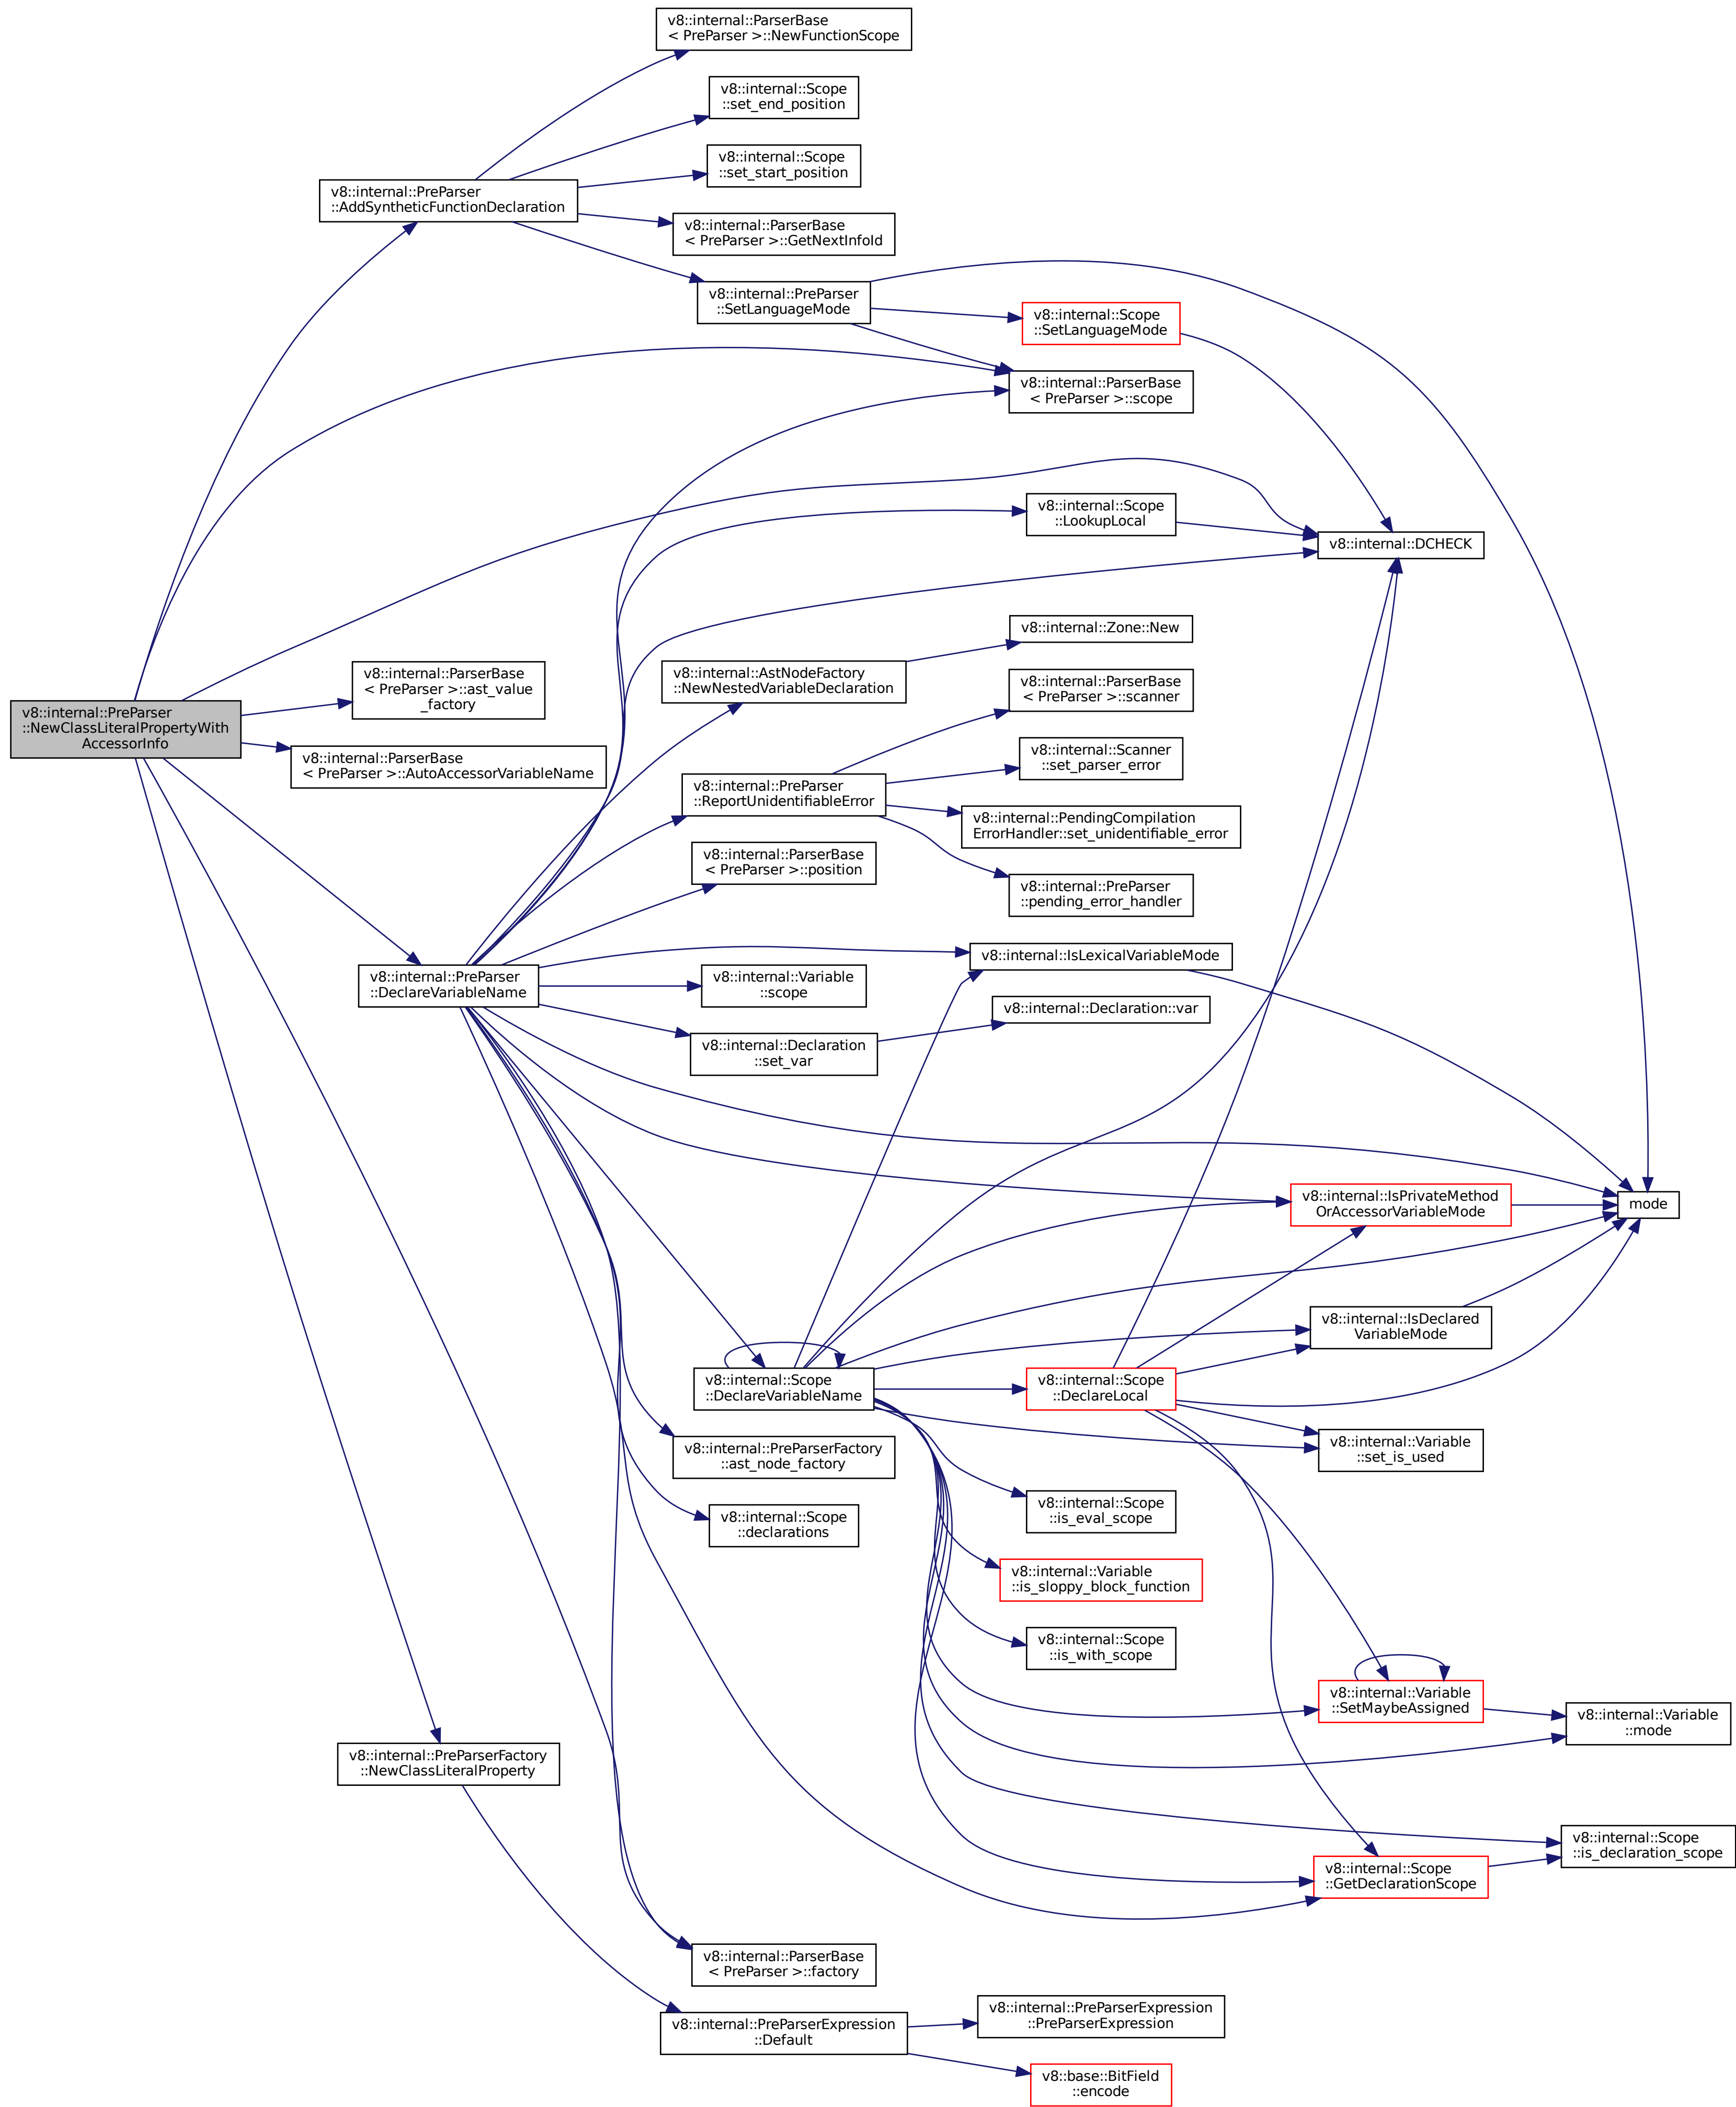 v8::internal::ParserBase
< PreParser >::NewFunctionScope
v8::internal::Scope
::set_end_position
v8::internal::Scope
::set_start_position
v8::internal::PreParser
::AddSyntheticFunctionDeclaration
v8::internal::ParserBase
< PreParser >::GetNextInfoId
v8::internal::PreParser
::SetLanguageMode
v8::internal::Scope
::SetLanguageMode
v8::internal::ParserBase
< PreParser >::scope
v8::internal::Scope
::LookupLocal
v8::internal::DCHECK
v8::internal::Zone::New
v8::internal::AstNodeFactory
::NewNestedVariableDeclaration
v8::internal::ParserBase
< PreParser >::ast_value
_factory
v8::internal::ParserBase
< PreParser >::scanner
v8::internal::PreParser
::NewClassLiteralPropertyWith
AccessorInfo
v8::internal::ParserBase
< PreParser >::AutoAccessorVariableName
v8::internal::Scanner
::set_parser_error
v8::internal::PreParser
::ReportUnidentifiableError
v8::internal::PendingCompilation
ErrorHandler::set_unidentifiable_error
v8::internal::ParserBase
< PreParser >::position
v8::internal::PreParser
::pending_error_handler
v8::internal::IsLexicalVariableMode
v8::internal::PreParser
::DeclareVariableName
v8::internal::Variable
::scope
v8::internal::Declaration::var
v8::internal::Declaration
::set_var
v8::internal::IsPrivateMethod
OrAccessorVariableMode
mode
v8::internal::IsDeclared
VariableMode
v8::internal::Scope
::DeclareVariableName
v8::internal::Scope
::DeclareLocal
v8::internal::Variable
::set_is_used
v8::internal::PreParserFactory
::ast_node_factory
v8::internal::Scope
::is_eval_scope
v8::internal::Scope
::declarations
v8::internal::Variable
::is_sloppy_block_function
v8::internal::Scope
::is_with_scope
v8::internal::Variable
::SetMaybeAssigned
v8::internal::Variable
::mode
v8::internal::PreParserFactory
::NewClassLiteralProperty
v8::internal::Scope
::is_declaration_scope
v8::internal::Scope
::GetDeclarationScope
v8::internal::ParserBase
< PreParser >::factory
v8::internal::PreParserExpression
::PreParserExpression
v8::internal::PreParserExpression
::Default
v8::base::BitField
::encode